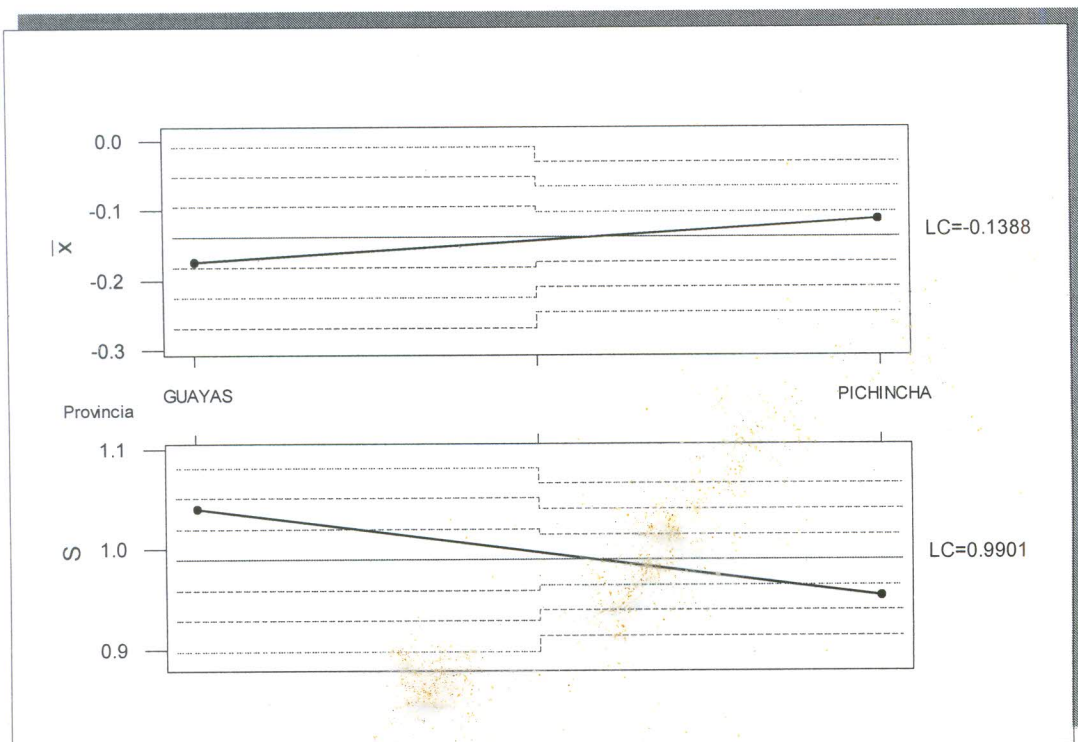 0.0
-0.1
-0.2
-0.3
x̄
LC=-0.1388
GUAYAS
PICHINCHA
Provincia
1.1
1.0
0.9
S
LC=0.9901